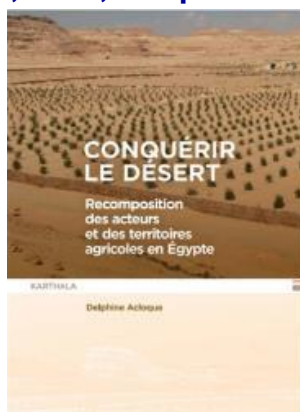 CONQUÉRIR
LE DÉSERT
Recomposition
des acteurs
et des territoires
agricoles en Égypte
KARTHALA
Delphine Acloque